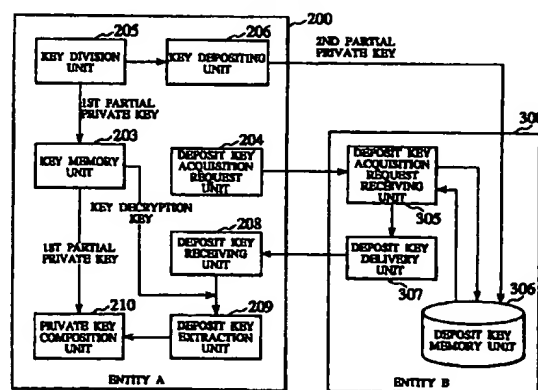 200
205
KEY DIVISION
UNIT
206
KEY DEPOSITING
UNIT
2ND PARTIAL
PRIVATE KEY
1ST PARTIAL
PRIVATE KEY
203
KEY MEMORY
UNIT
204
DEPOSIT KEY
ACQUISITION
REQUEST UNIT
300
DEPOSIT KEY
ACQUISITION
REQUEST
RECEIVING
UNIT
305
KEY DECRYPTION
KEY
1ST PARTIAL
PRIVATE KEY
208
DEPOSIT KEY
RECEIVING
UNIT
DEPOSIT KEY
DELIVERY
UNIT
307
306
DEPOSIT KEY
MEMORY UNIT
210
PRIVATE KEY
COMPOSITION
UNIT
209
DEPOSIT KEY
EXTRACTION
UNIT
ENTITY A
ENTITY B